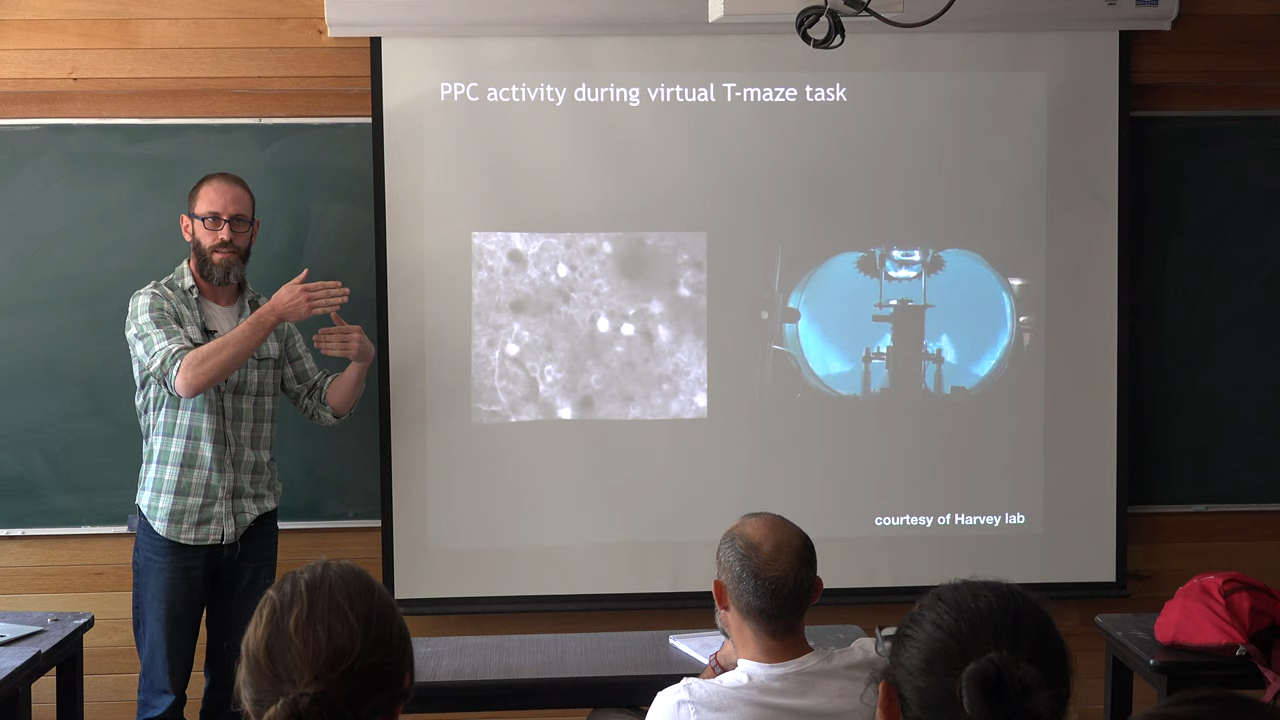 PPC activity during virtual T-maze task
courtesy of Harvey lab